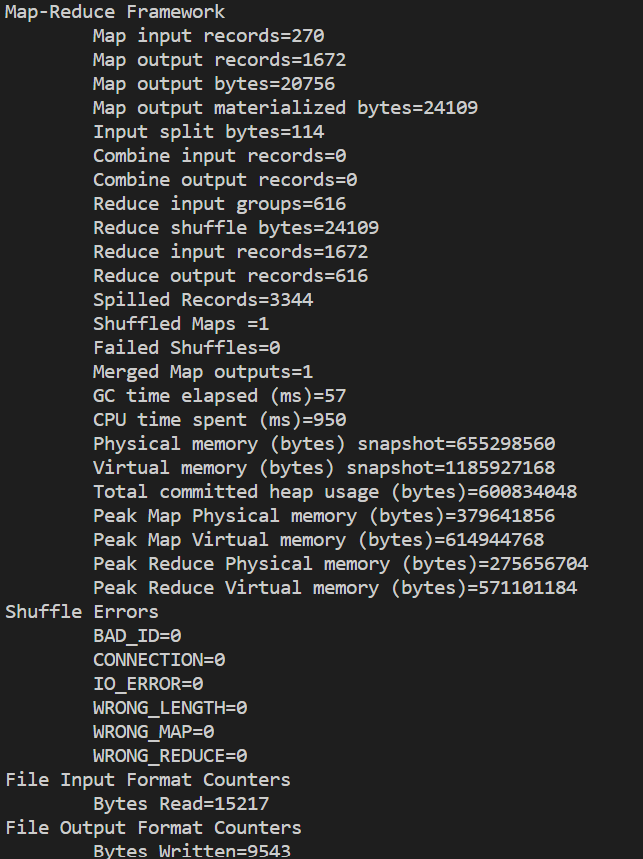 Map-Reduce Framework
Map input records=270
Map output records=1672
Map output bytes=20756
Map output materialized bytes=24109
Input split bytes=114
Combine input records=0
Combine output records=0
Reduce input groups=616
Reduce shuffle bytes=24109
Reduce input records=1672
Reduce output records=616
Spilled Records=3344
Shuffled Maps =1
Failed Shuffles=0
Merged Map outputs=1
GC time elapsed (ms)=57
CPU time spent (ms)=950
Physical memory (bytes) snapshot=655298560
Virtual memory (bytes) snapshot=1185927168
Total committed heap usage (bytes)=600834048
Peak Map Physical memory (bytes)=379641856
Peak Map Virtual memory (bytes)=614944768
Peak Reduce Physical memory (bytes)=275656704
Peak Reduce Virtual memory (bytes)=571101184
Shuffle Errors
BAD_ID=0
CONNECTION=0
IO_ERROR=0
WRONG_LENGTH=0
WRONG_MAP=0
WRONG_REDUCE=0
File Input Format Counters
Bytes Read=15217
File Output Format Counters
Bytes Written=9543